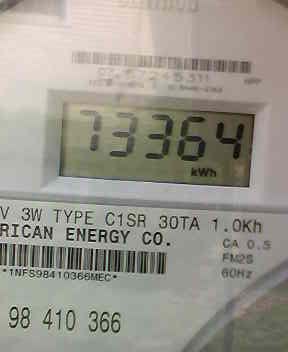 73364
kWh
V 3W TYPE C1SR 30TA 1.0Kh
RICAN ENERGY CO.
CA 0.5
FM2S
60Hz
*1NFS98410366MEC*
98 410 366